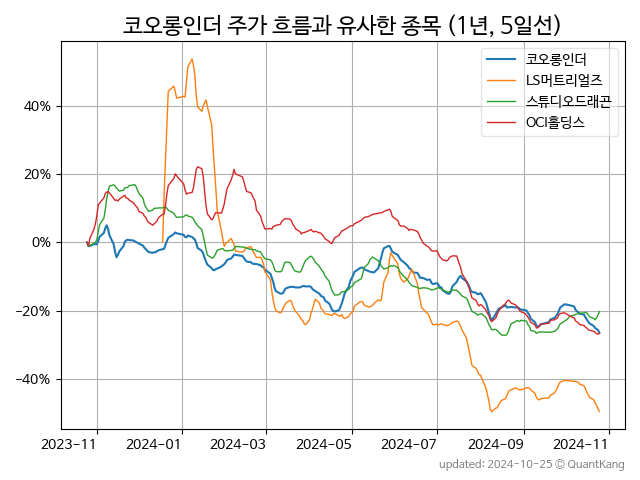 코오롱인더 주가 흐름과 유사한 종목 (1년, 5일선)
코오롱인더
LS머트리얼즈
스튜디오드래곤
OCI홀딩스
40%
20%
0%
−20%
−40%
2023-11 2024-01 2024-03 2024-05 2024-07 2024-09 2024-11
updated: 2024-10-25 © QuantKang